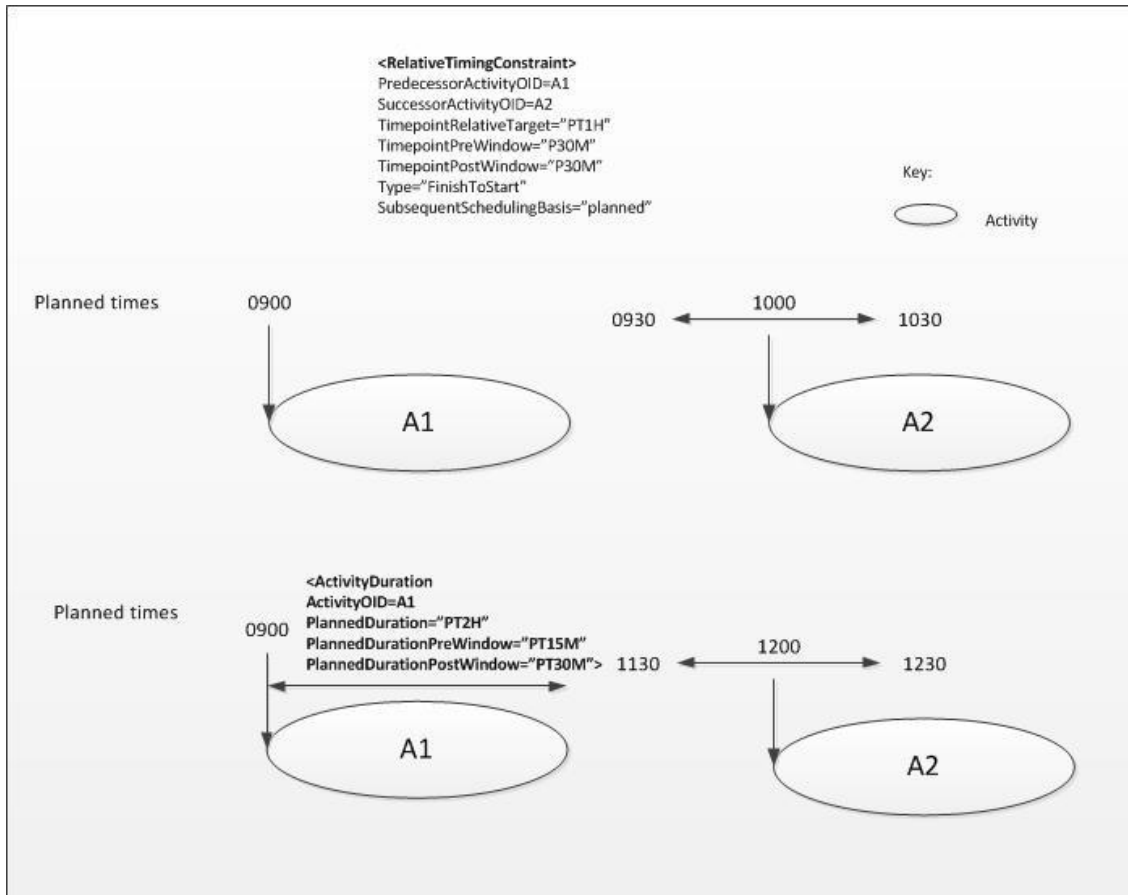 <RelativeTimingConstraint>
PredecessorActivityOID=A1
SuccessorActivityOID=A2
TimepointRelativeTarget=”PT1H”
TimepointPreWindow=”P30M”
TimepointPostWindow=”P30M”
Type=”FinishToStart”
SubsequentSchedulingBasis=”planned”
Key:
Activity
Planned times
0900
0930
1000
1030
A1
A2
Planned times
<ActivityDuration
ActivityOID=A1
PlannedDuration=”PT2H”
PlannedDurationPreWindow=”PT15M”
PlannedDurationPostWindow=”PT30M”>
0900
1130
1200
1230
A1
A2